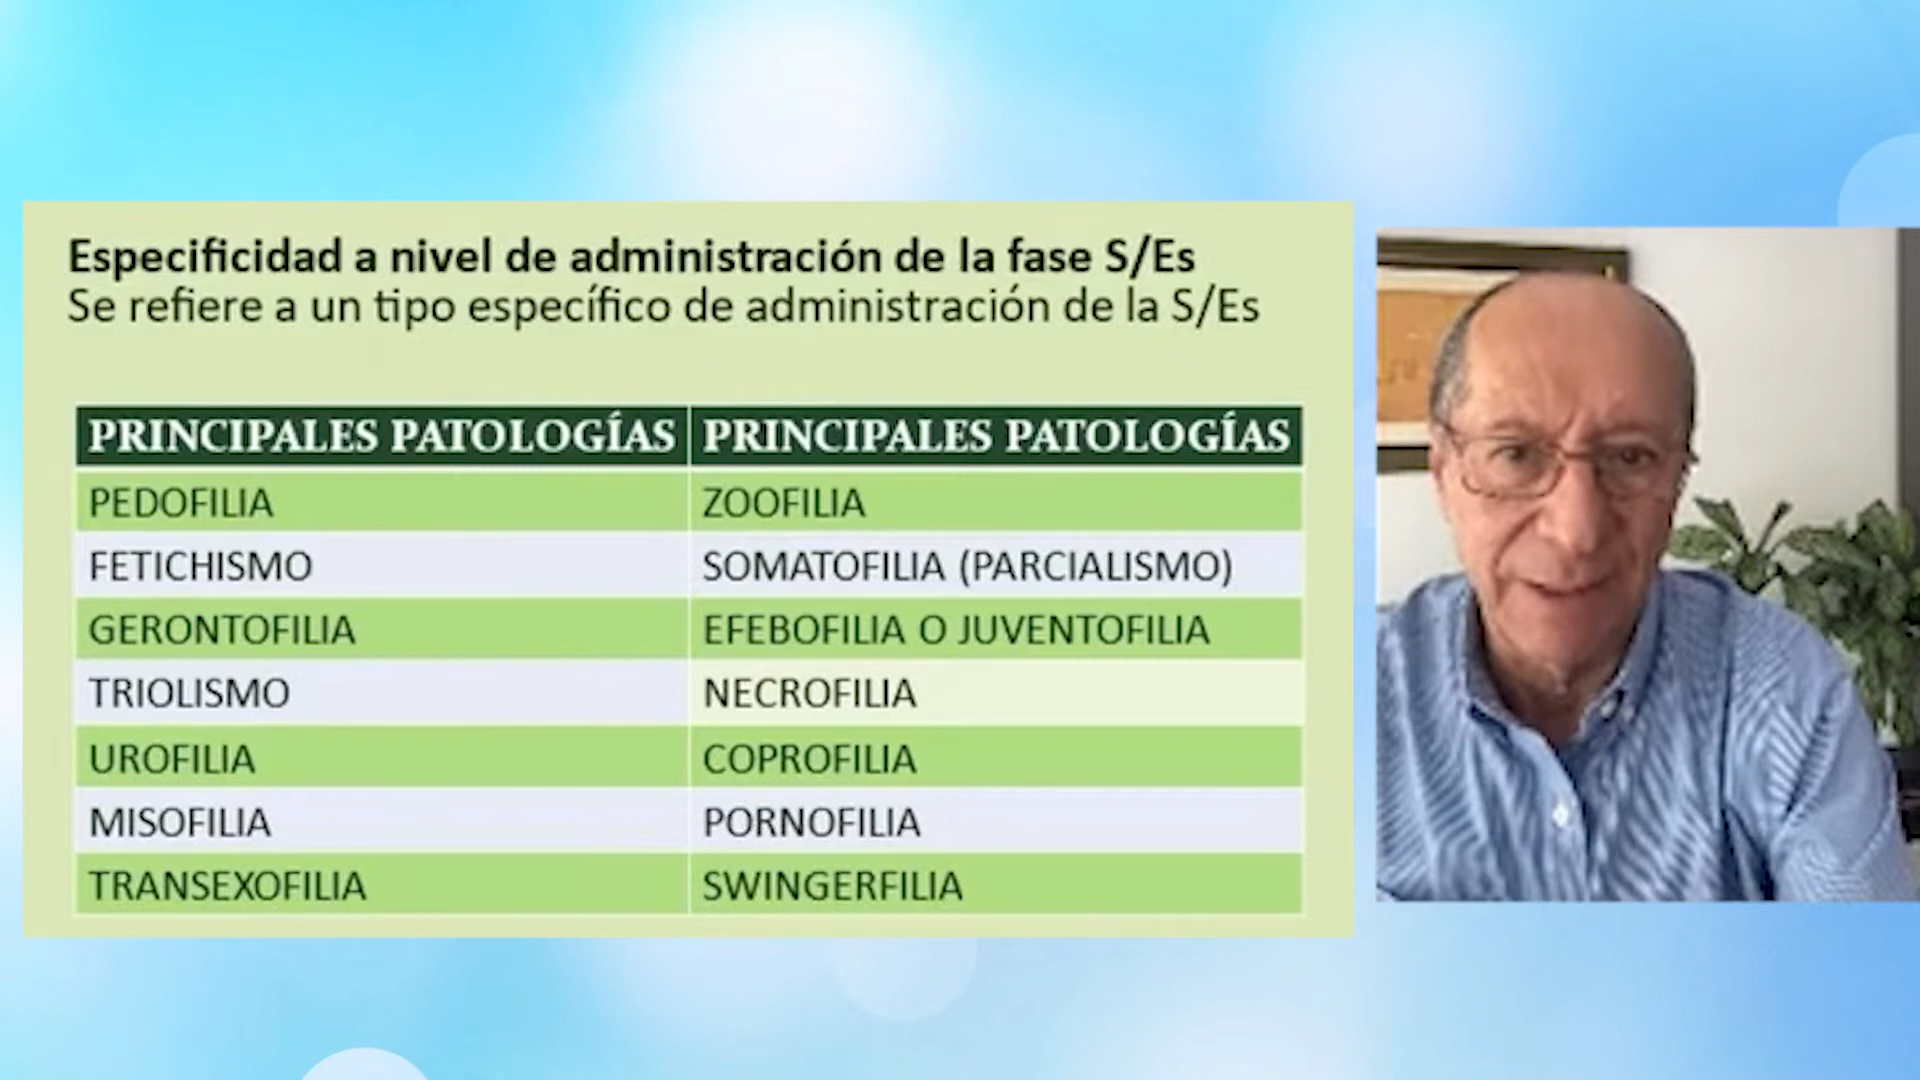 Especificidad a nivel de administración de la fase S/Es
Se refiere a un tipo específico de administración de la S/Es
PRINCIPALES PATOLOGÍAS PRINCIPALES PATOLOGÍAS
PEDOFILIA ZOOFILIA
FETICHISMO SOMATOFILIA (PARCIALISMO)
GERONTOFILIA EFEBOFILIA O JUVENTOFILIA
TRIOLISMO NECROFILIA
UROFILIA COPROFILIA
MISOFILIA PORNOFILIA
TRANSEXOFILIA SWINGERFILIA